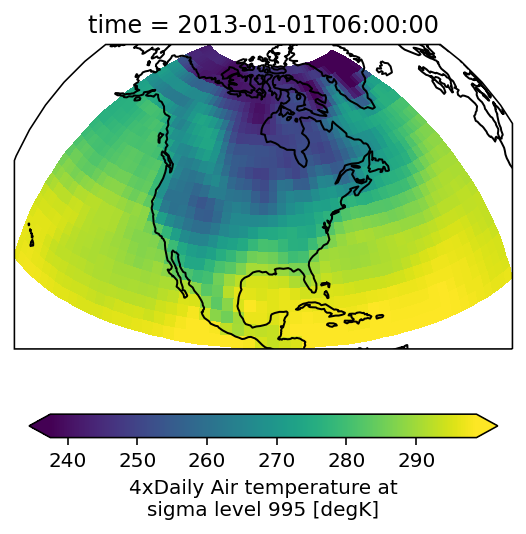 time = 2013-01-01T06:00:00
240 250 260 270 280 290
4xDaily Air temperature at
sigma level 995 [degK]